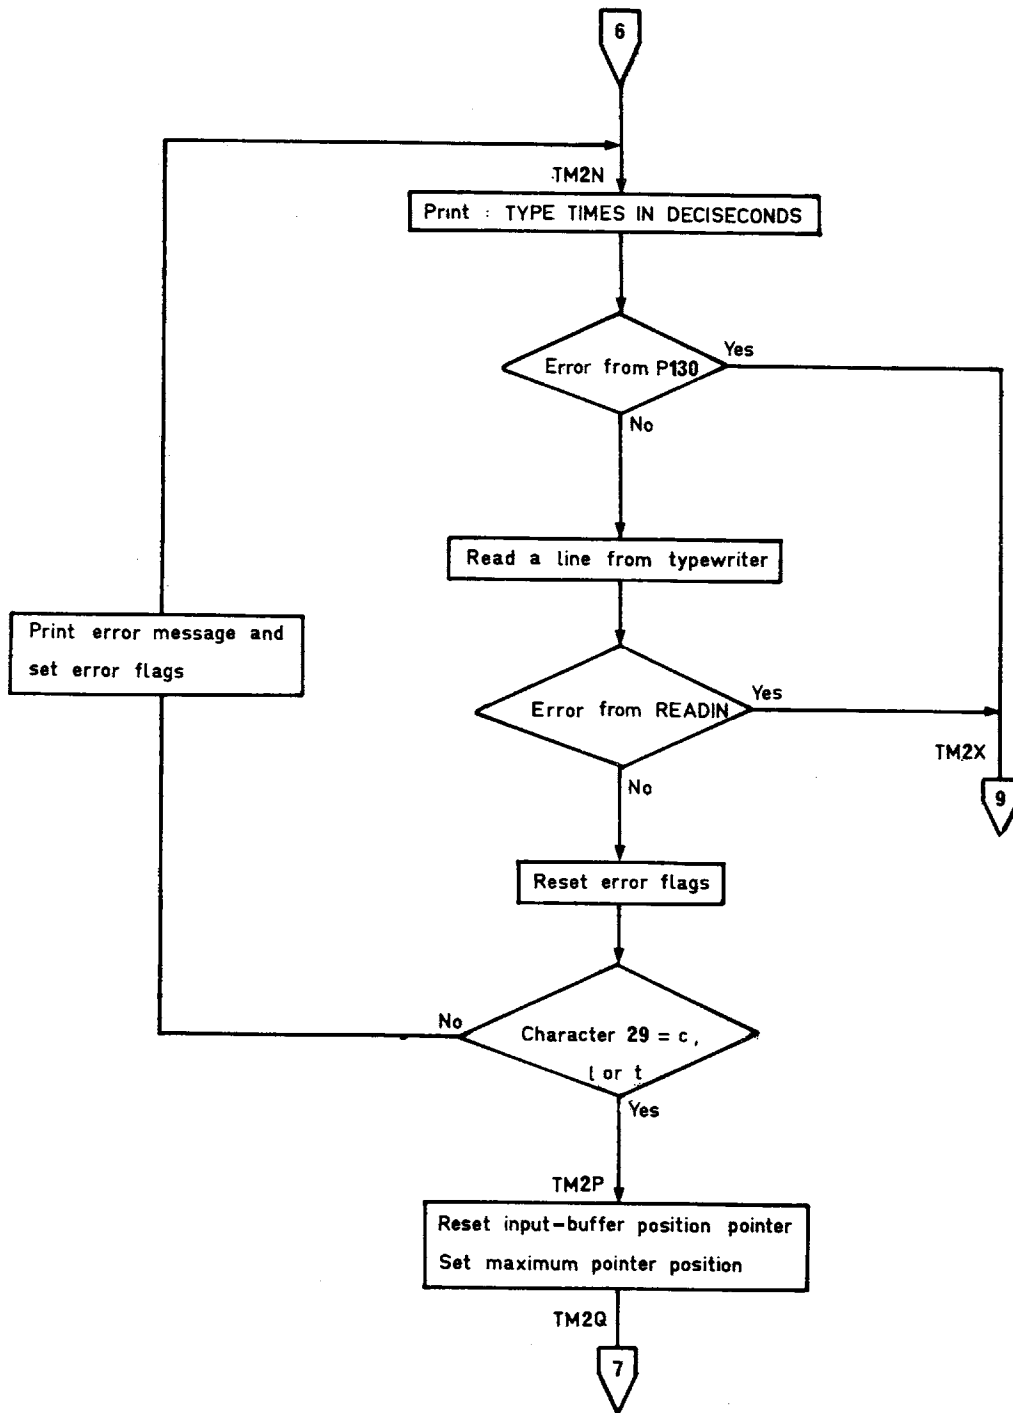 6
TM2N
Print : TYPE TIMES IN DECISECONDS
Error from P130
Yes
No
Read a line from typewriter
Print error message and
set error flags
Error from READIN
Yes
TM2X
No
9
Reset error flags
No
Character 29 = c,
l or t
Yes
TM2P
Reset input-buffer position pointer
Set maximum pointer position
TM2Q
7